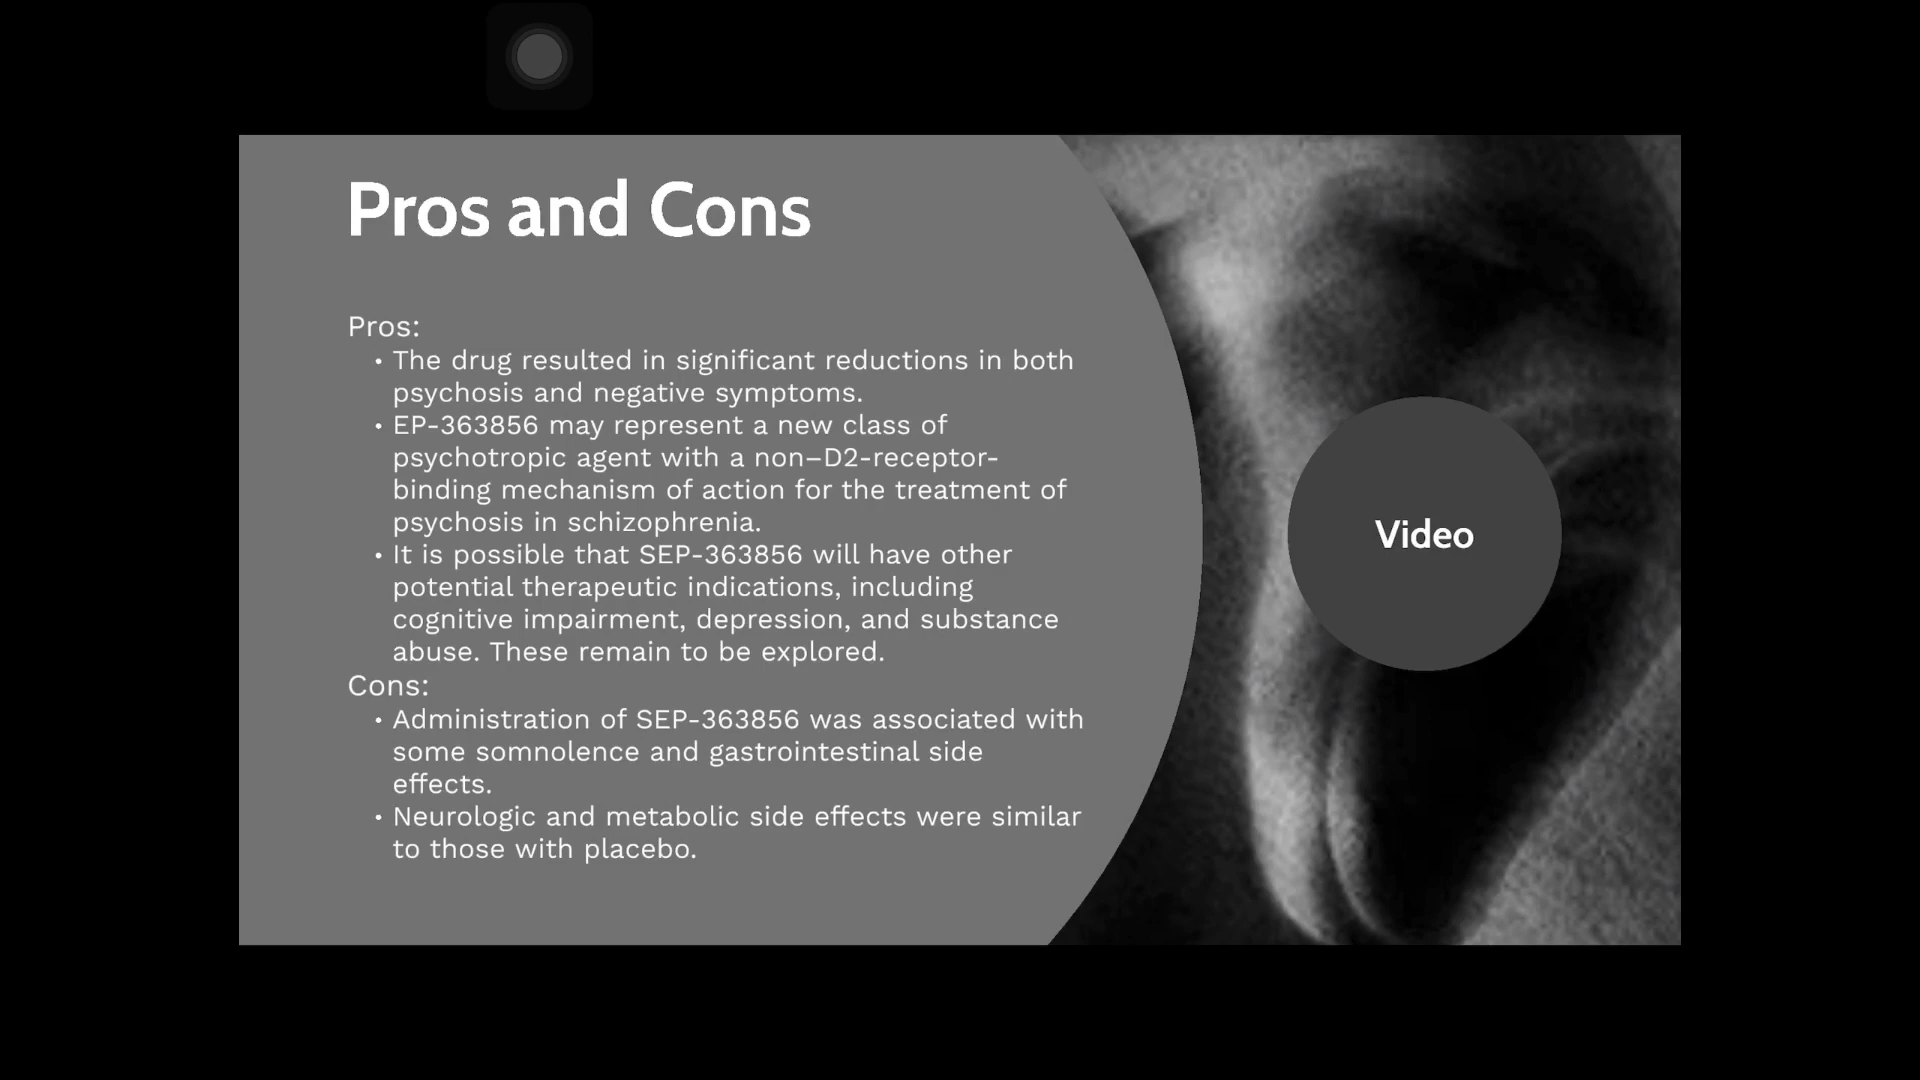 Pros and Cons
Pros:
• The drug resulted in significant reductions in both
psychosis and negative symptoms.
• EP-363856 may represent a new class of
psychotropic agent with a non–D2-receptor-
binding mechanism of action for the treatment of
psychosis in schizophrenia.
• It is possible that SEP-363856 will have other
potential therapeutic indications, including
cognitive impairment, depression, and substance
abuse. These remain to be explored.
Cons:
• Administration of SEP-363856 was associated with
some somnolence and gastrointestinal side
effects.
• Neurologic and metabolic side effects were similar
to those with placebo.
Video